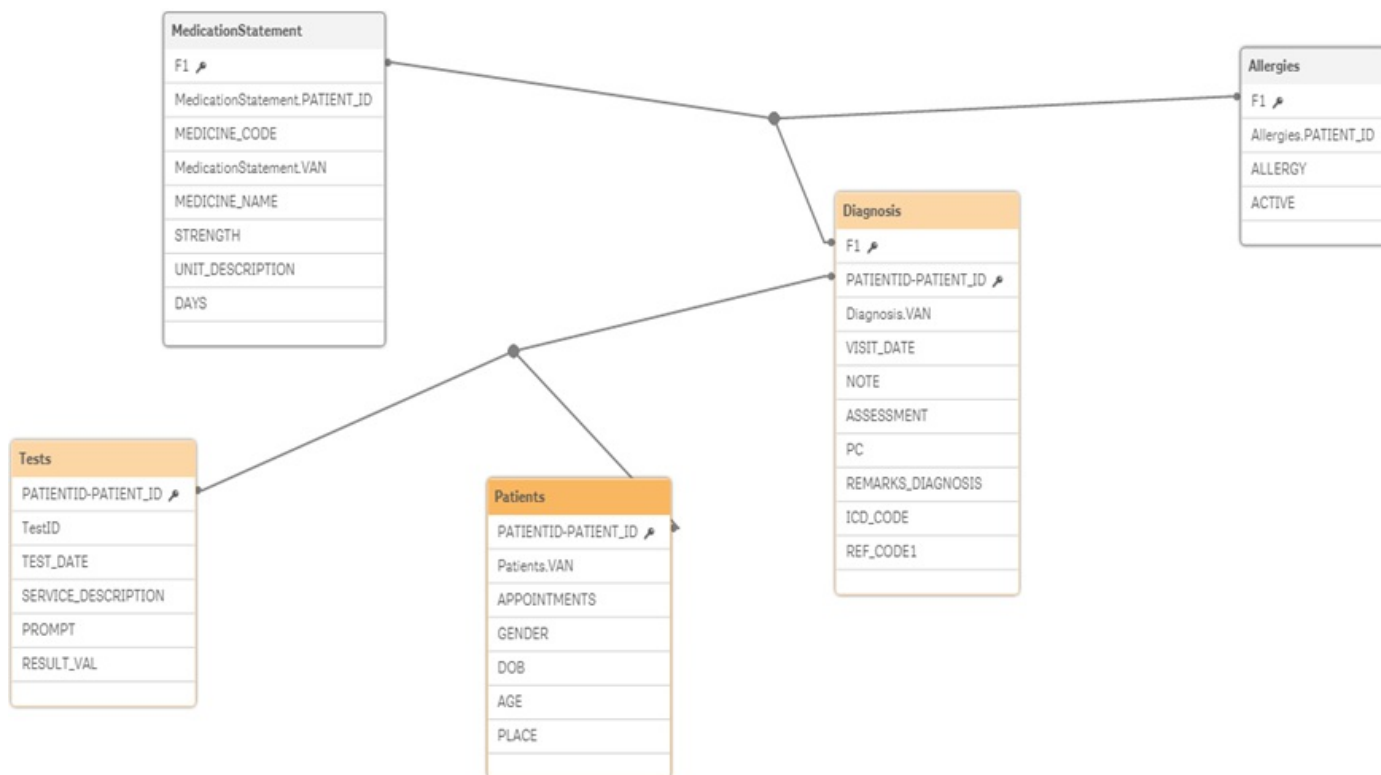 MedicationStatement
F1
MedicationStatement.PATIENT_ID
MEDICINE_CODE
MedicationStatement.VAN
MEDICINE_NAME
STRENGTH
UNIT_DESCRIPTION
DAYS
Allergies
F1
Allergies.PATIENT_ID
ALLERGY
ACTIVE
Diagnosis
F1
PATIENTID-PATIENT_ID
Diagnosis.VAN
VISIT_DATE
NOTE
ASSESSMENT
PC
REMARKS_DIAGNOSIS
ICD_CODE
REF_CODE1
Tests
PATIENTID-PATIENT_ID
TestID
TEST_DATE
SERVICE_DESCRIPTION
PROMPT
RESULT_VAL
Patients
PATIENTID-PATIENT_ID
Patients.VAN
APPOINTMENTS
GENDER
DOB
AGE
PLACE